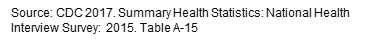 Source: CDC 2017. Summary Health Statistics: National Health
Interview Survey: 2015. Table A-15